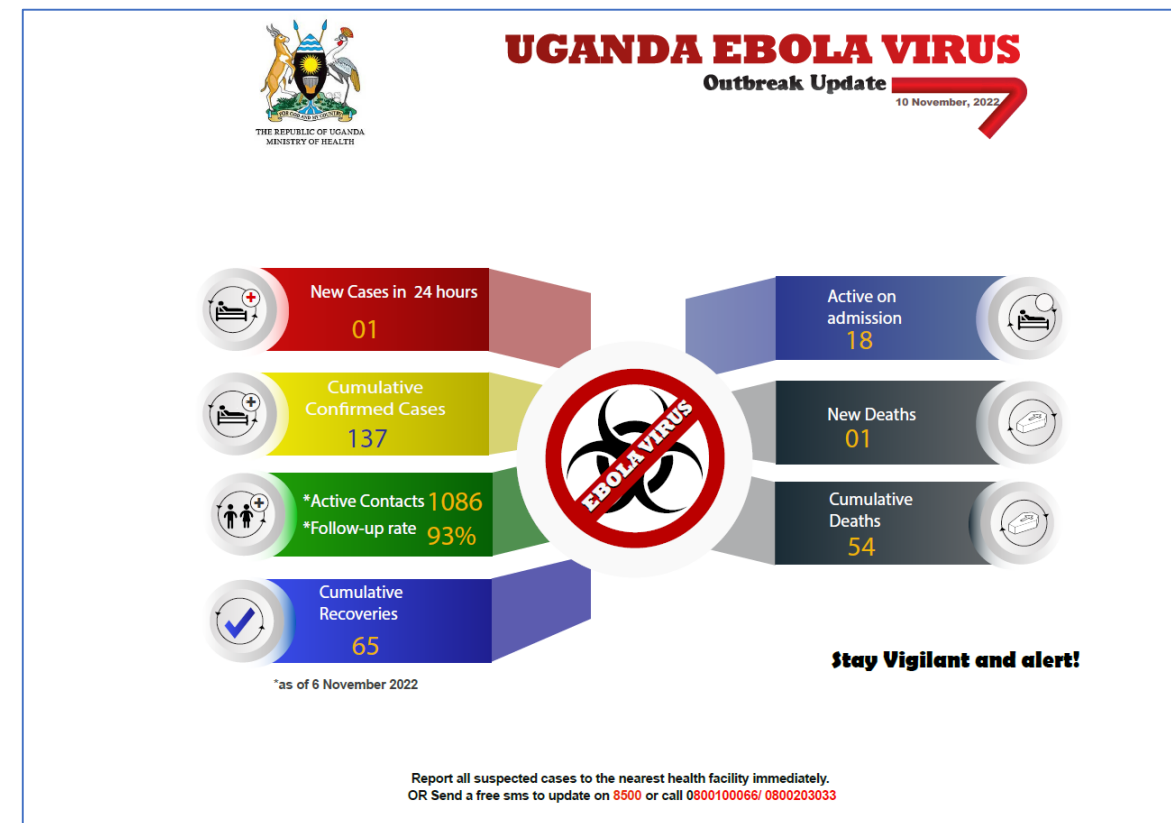 UGANDA EBOLA VIRUS
Outbreak Update
10 November, 2022
FOR GOD AND MY COUNTRY
THE REPUBLIC OF UGANDA
MINISTRY OF HEALTH
New Cases in 24 hours
01
Cumulative
Confirmed Cases
137
*Active Contacts 1086
*Follow-up rate 93%
Cumulative
Recoveries
65
*as of 6 November 2022
EBOLA VIRUS
Active on
admission
18
New Deaths
01
Cumulative
Deaths
54
Stay Vigilant and alert!
Report all suspected cases to the nearest health facility immediately.
OR Send a free sms to update on 8500 or call 0800100066/ 0800203033